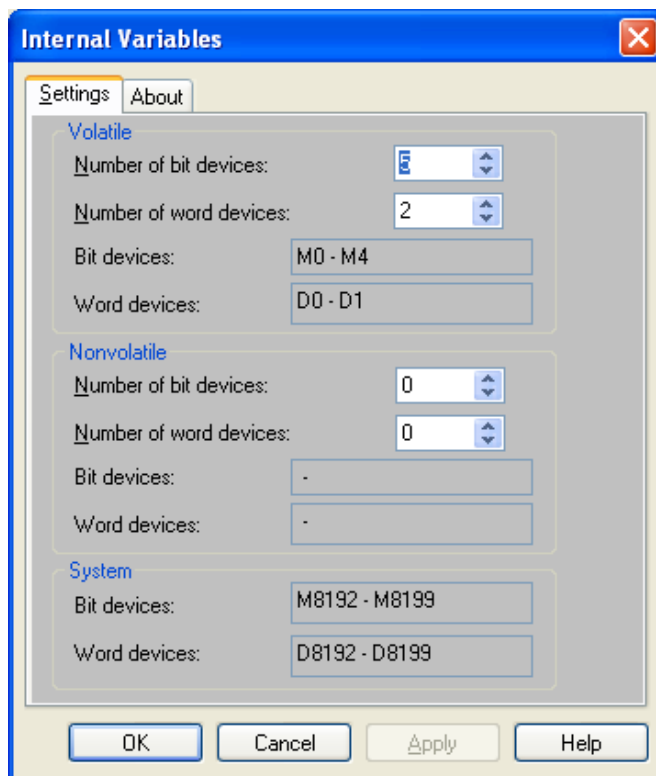 Internal Variables
Settings About
Volatile
Number of bit devices: 5
Number of word devices: 2
Bit devices: M0 - M4
Word devices: D0 - D1
Nonvolatile
Number of bit devices: 0
Number of word devices: 0
Bit devices: -
Word devices: -
System
Bit devices: M8192 - M8199
Word devices: D8192 - D8199
OK Cancel Apply Help